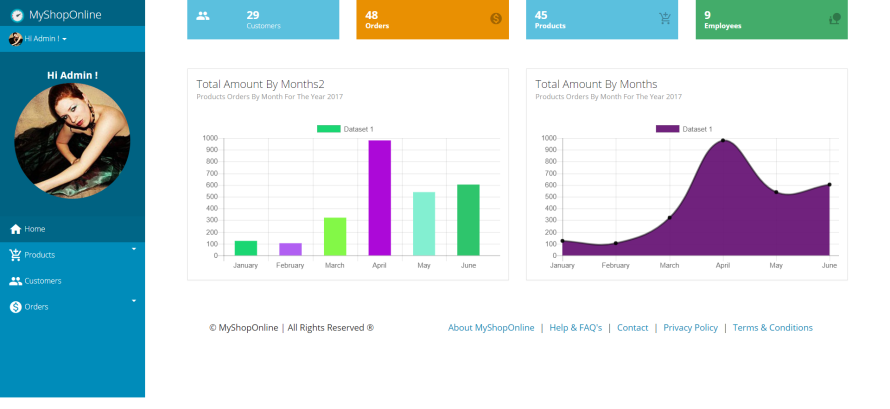 MyShopOnline
Hi Admin !
Hi Admin !
Home
Products
Customers
Orders
29
Customers
48
Orders
45
Products
9
Employees
Total Amount By Months2
Products Orders By Month For The Year 2017
Dataset 1
1000
900
800
700
600
500
400
300
200
100
0
January February March April May June
Total Amount By Months
Products Orders By Month For The Year 2017
Dataset 1
1000
900
800
700
600
500
400
300
200
100
0
January February March April May June
© MyShopOnline | All Rights Reserved ®
About MyShopOnline | Help & FAQ's | Contact | Privacy Policy | Terms & Conditions